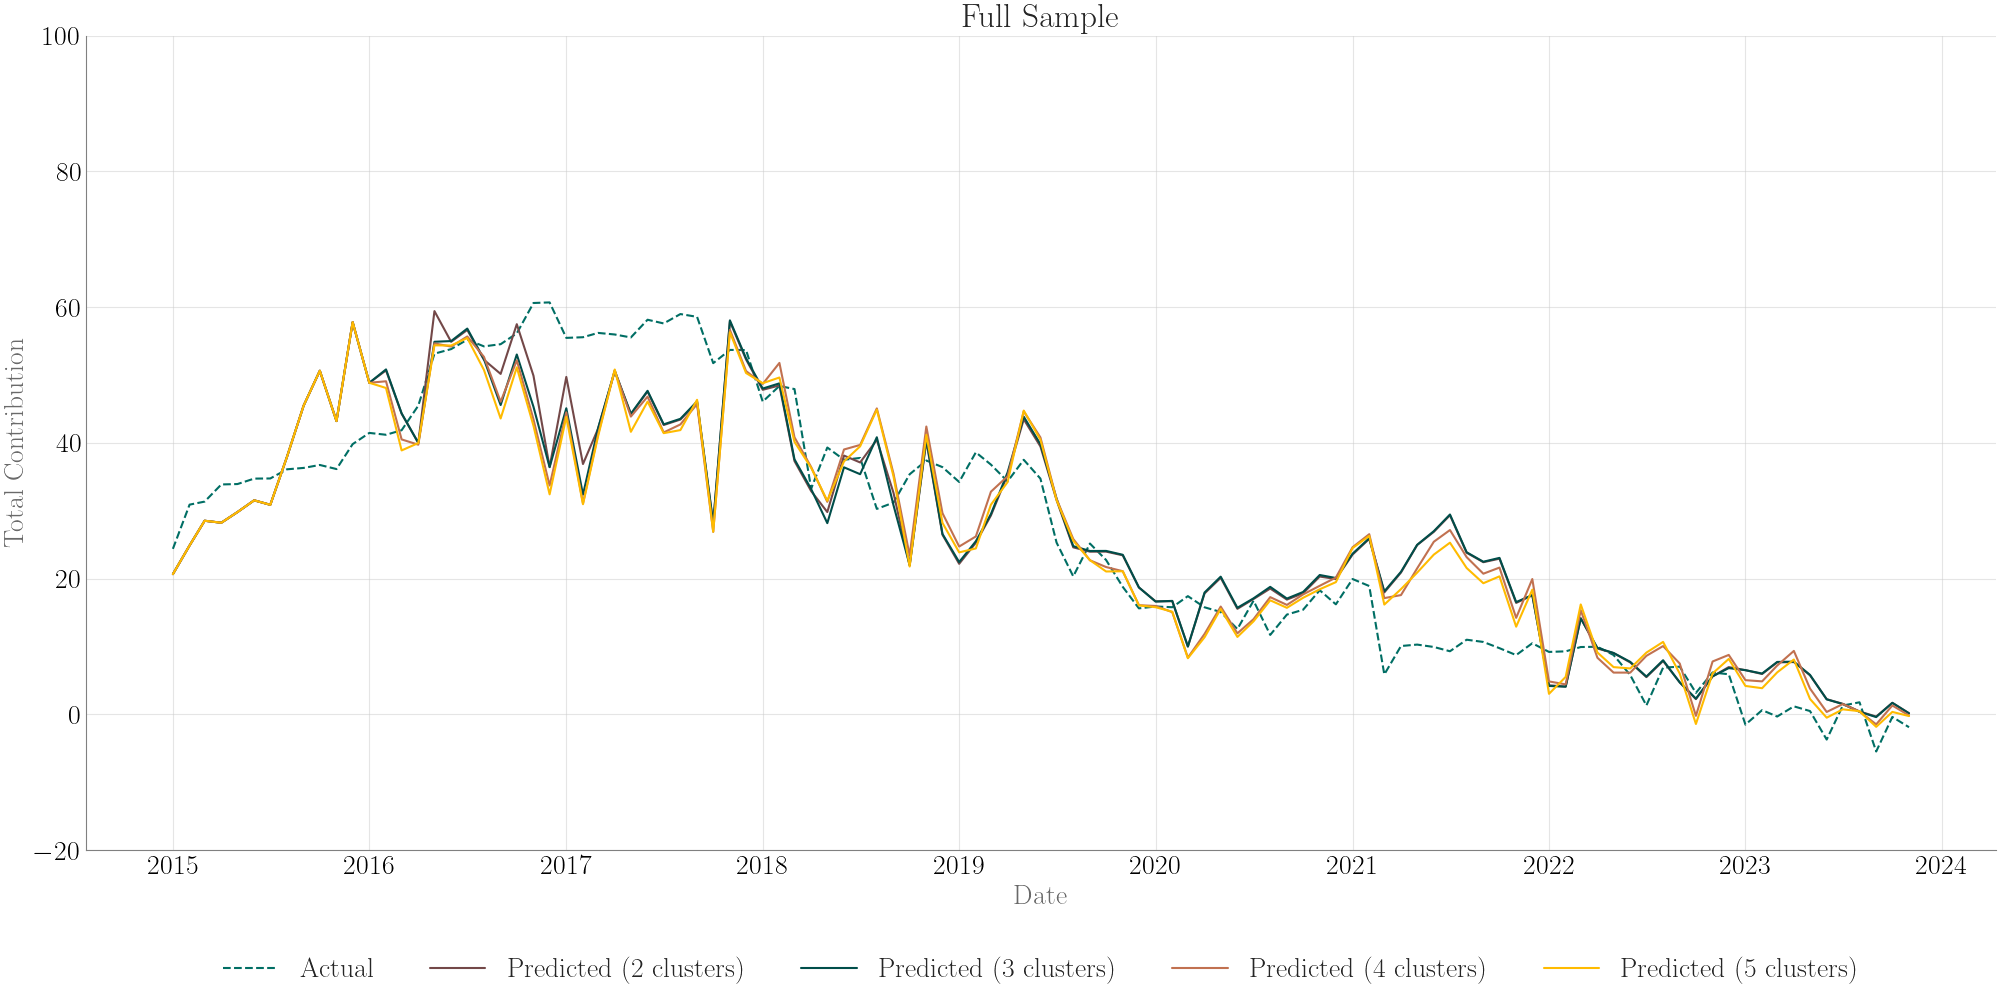 Full Sample
100
80
60
40
20
0
−20
Total Contribution
2015 2016 2017 2018 2019 2020 2021 2022 2023 2024
Date
Actual Predicted (2 clusters) Predicted (3 clusters) Predicted (4 clusters) Predicted (5 clusters)